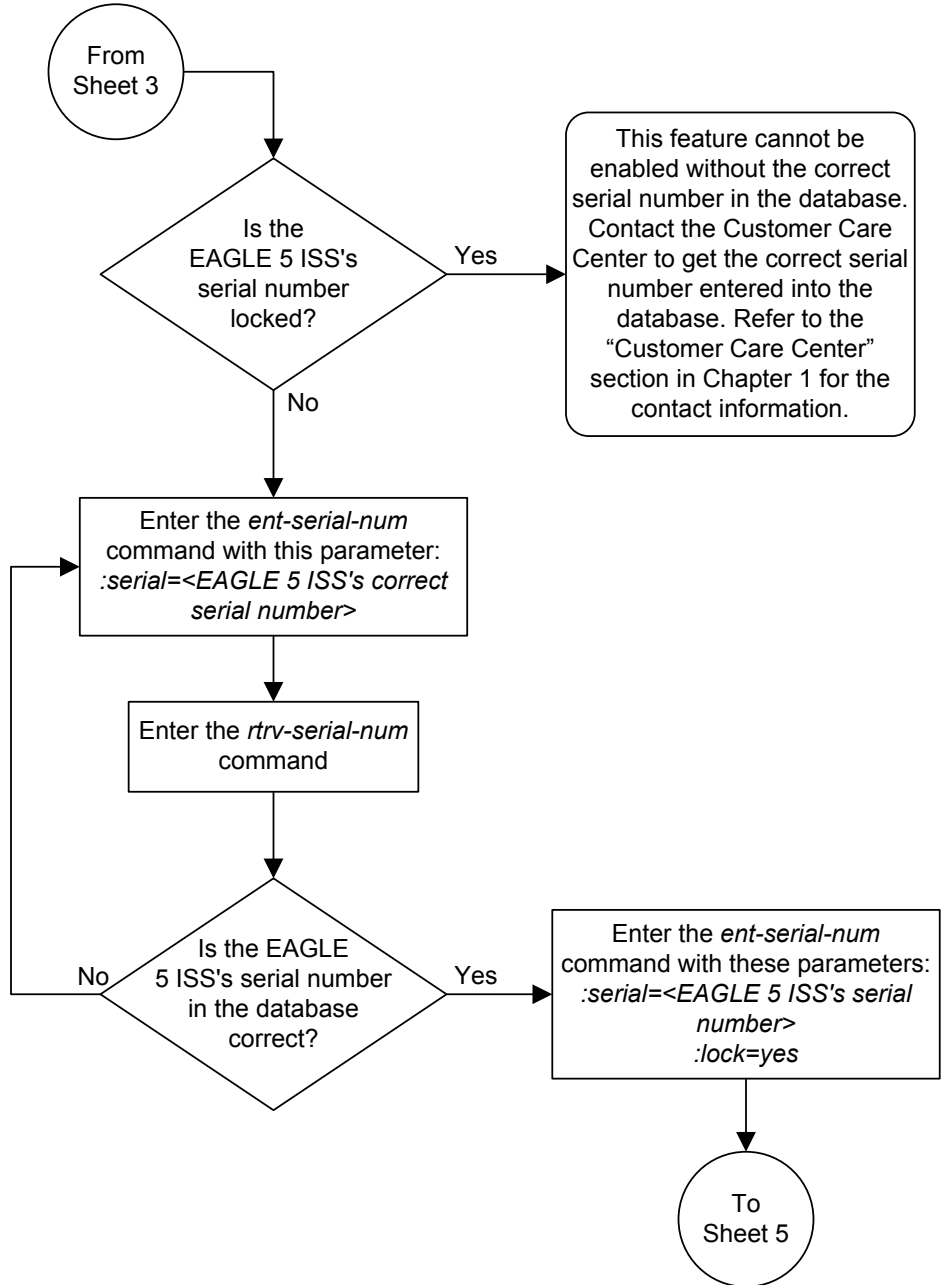 From
Sheet 3
This feature cannot be
enabled without the correct
serial number in the database.
Contact the Customer Care
Center to get the correct serial
number entered into the
database. Refer to the
“Customer Care Center”
section in Chapter 1 for the
contact information.
Is the
EAGLE 5 ISS's
serial number
locked?
Yes
No
Enter the ent-serial-num
command with this parameter:
:serial=<EAGLE 5 ISS's correct
serial number>
Enter the rtrv-serial-num
command
Is the EAGLE
5 ISS's serial number
in the database
correct?
No
Yes
Enter the ent-serial-num
command with these parameters:
:serial=<EAGLE 5 ISS's serial
number>
:lock=yes
To
Sheet 5